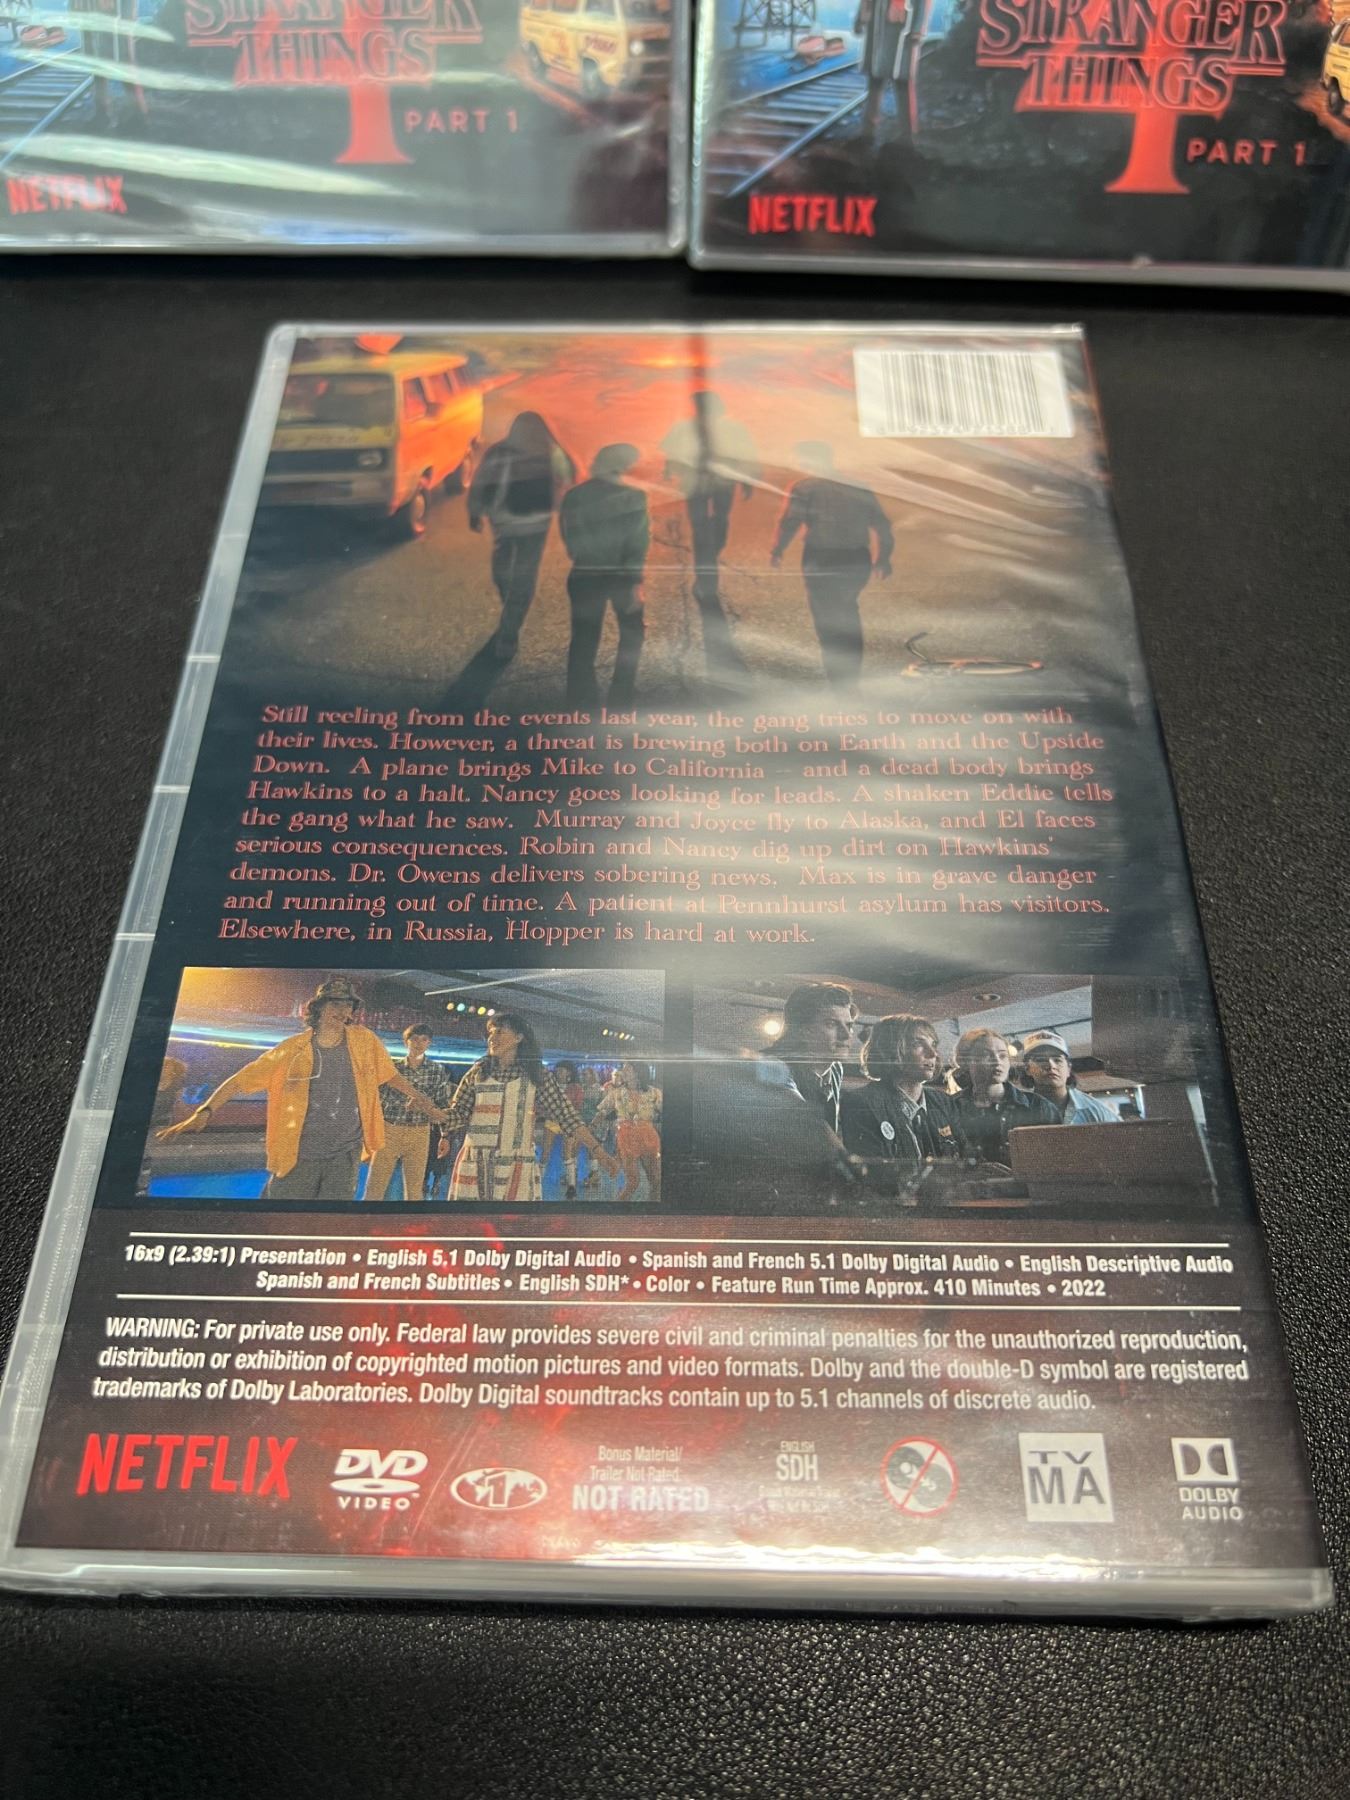 STRANGER
THINGS
4
PART 1
NETFLIX
STRANGER
THINGS
4
PART 1
NETFLIX
Still reeling from the events last year, the gang tries to move on with
their lives. However, a threat is brewing both on Earth and the Upside
Down. A plane brings Mike to California – and a dead body brings
Hawkins to a halt. Nancy goes looking for leads. A shaken Eddie tells
the gang what he saw. Murray and Joyce fly to Alaska, and El faces
serious consequences. Robin and Nancy dig up dirt on Hawkins'
demons. Dr. Owens delivers sobering news. Max is in grave danger
and running out of time. A patient at Pennhurst asylum has visitors.
Elsewhere, in Russia, Hopper is hard at work.
16x9 (2.39:1) Presentation • English 5.1 Dolby Digital Audio • Spanish and French 5.1 Dolby Digital Audio • English Descriptive Audio
Spanish and French Subtitles • English SDH* • Color • Feature Run Time Approx. 410 Minutes • 2022
WARNING: For private use only. Federal law provides severe civil and criminal penalties for the unauthorized reproduction,
distribution or exhibition of copyrighted motion pictures and video formats. Dolby and the double-D symbol are registered
trademarks of Dolby Laboratories. Dolby Digital soundtracks contain up to 5.1 channels of discrete audio.
NETFLIX
DVD
VIDEO™
1
Bonus Material/
Trailer Not Rated.
NOT RATED
ENGLISH
SDH
TV
MA
DOLBY
AUDIO